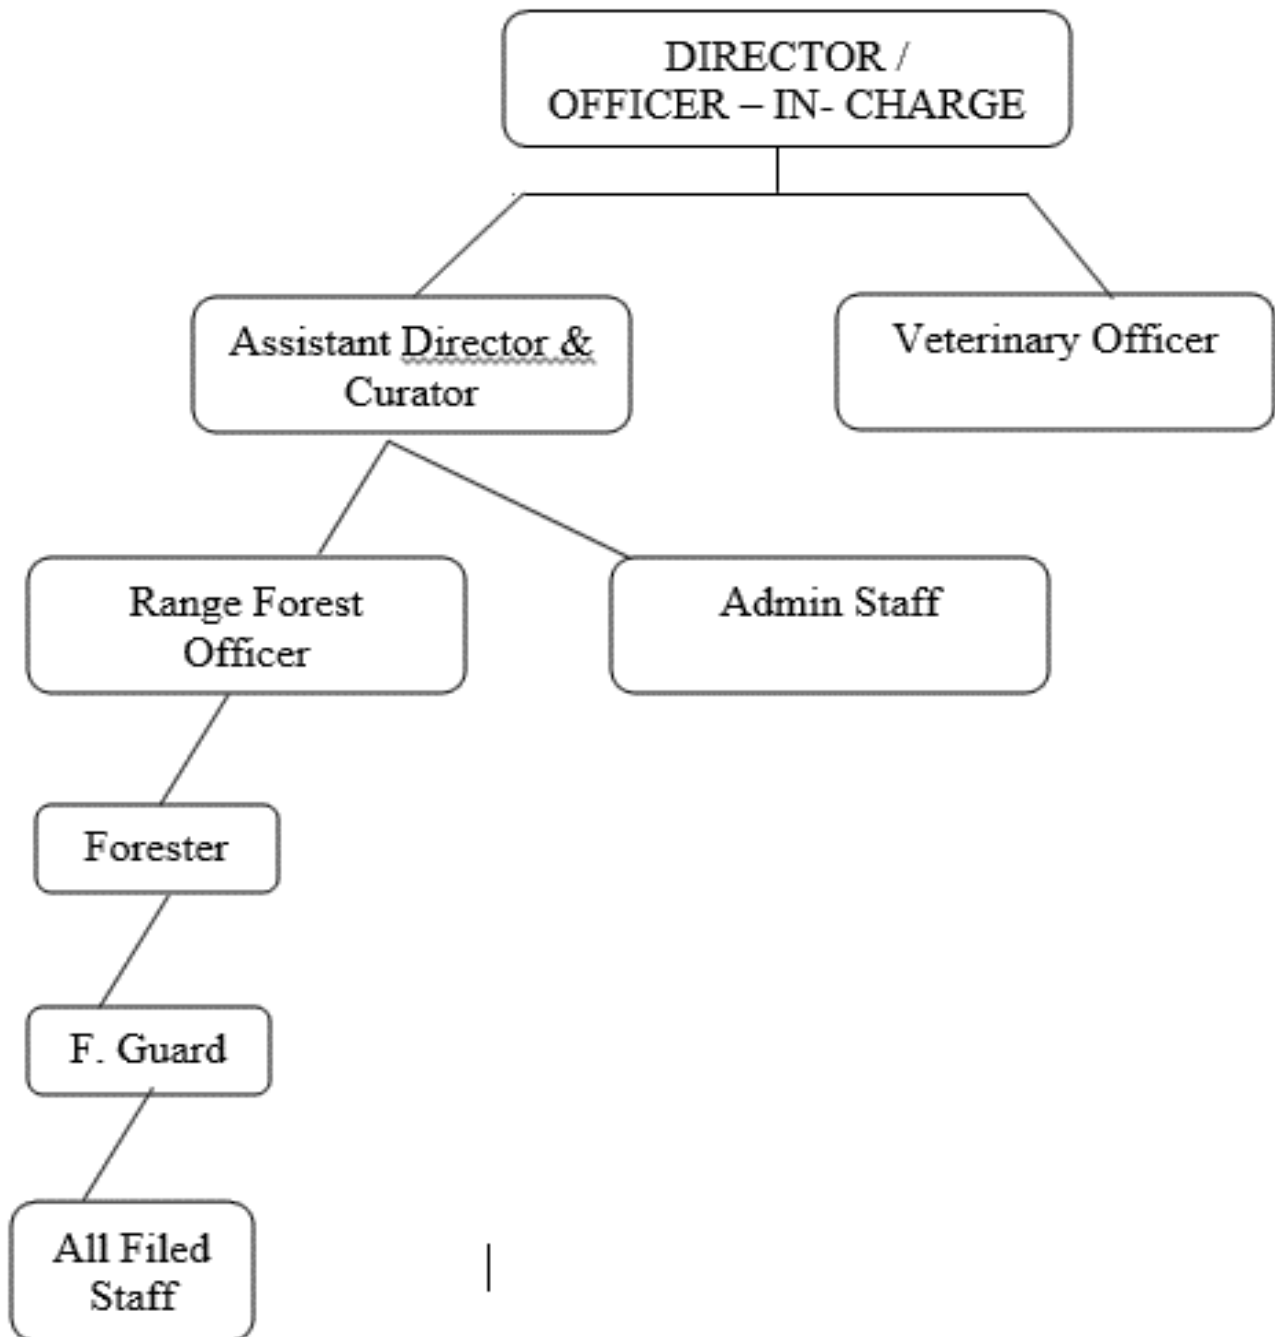 DIRECTOR /
OFFICER – IN- CHARGE
Assistant Director &
Curator
Veterinary Officer
Range Forest
Officer
Admin Staff
Forester
F. Guard
All Filed
Staff